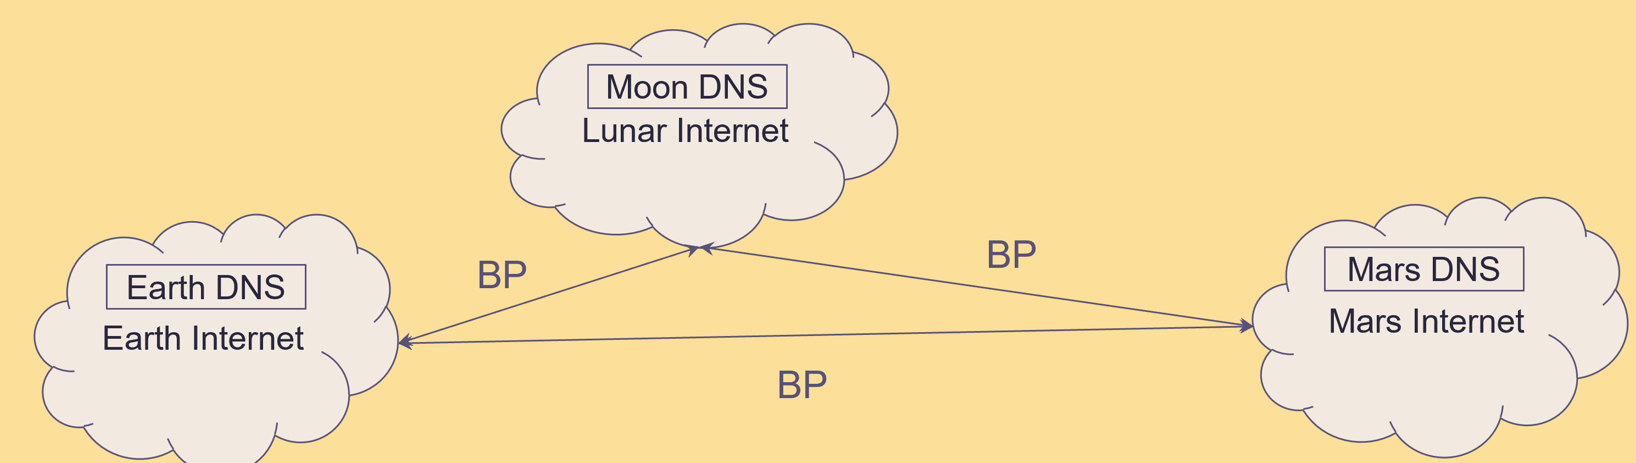 Moon DNS
Lunar Internet
BP
BP
Earth DNS
Earth Internet
Mars DNS
Mars Internet
BP